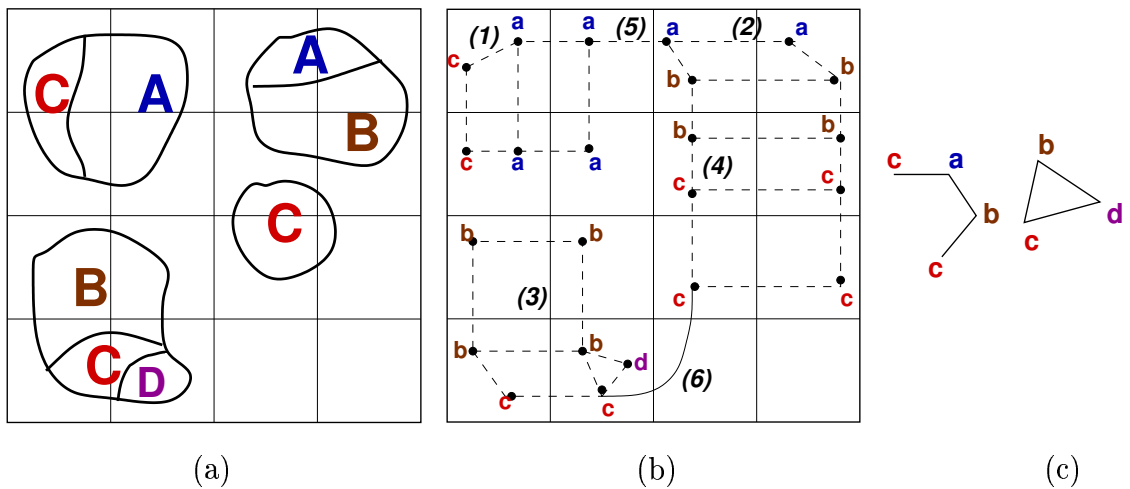 C A
A
B
C
B
C D
(a)
(1) a a (5) a (2) a
c b b
b b
c a a (4) c c
b b
(3) c c
b b d
c c (6)
(b)
c a b c
b d c
(c)